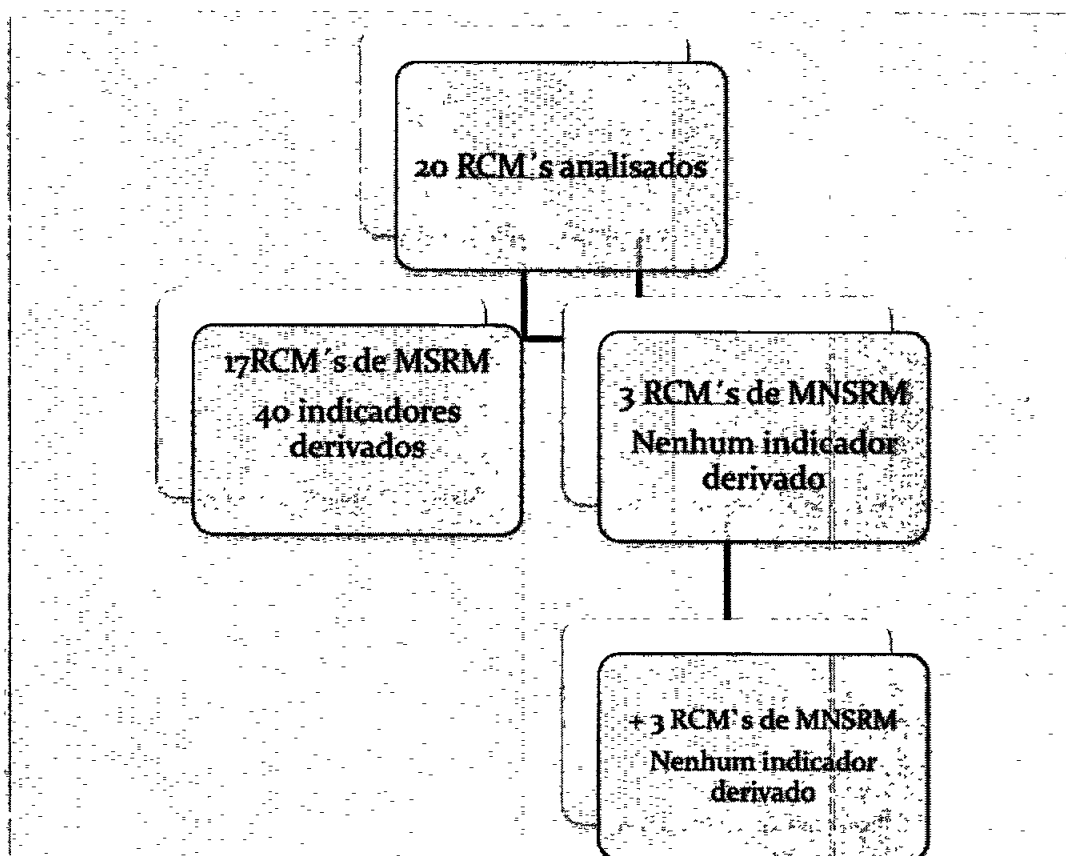 20 RCM´s analisados
17RCM´s de MSRM
40 indicadores
derivados
3 RCM´s de MNSRM
Nenhum indicador
derivado
+ 3 RCM`s de MNSRM
Nenhum indicador
derivado